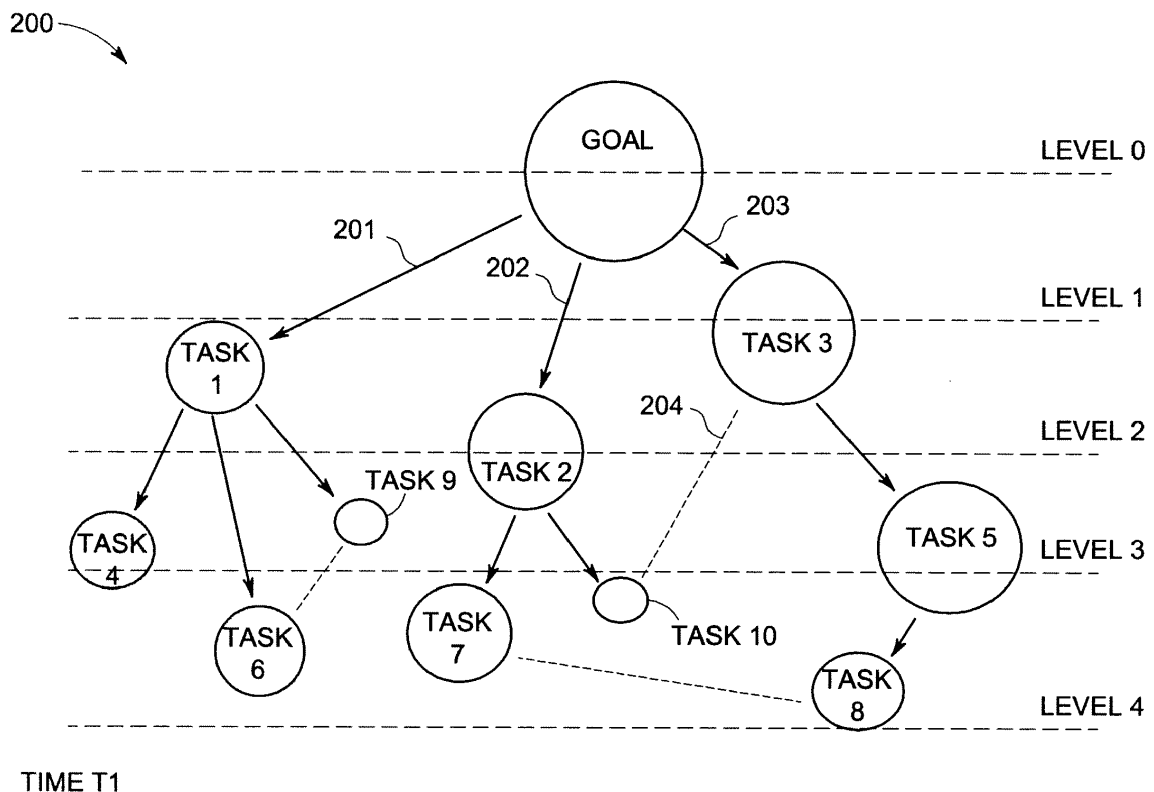 200
GOAL
LEVEL 0
203
201
202
LEVEL 1
TASK
1
TASK 3
204
LEVEL 2
TASK 9
TASK 2
TASK
4
TASK 5
LEVEL 3
TASK
6
TASK
7
TASK 10
TASK
8
LEVEL 4
TIME T1